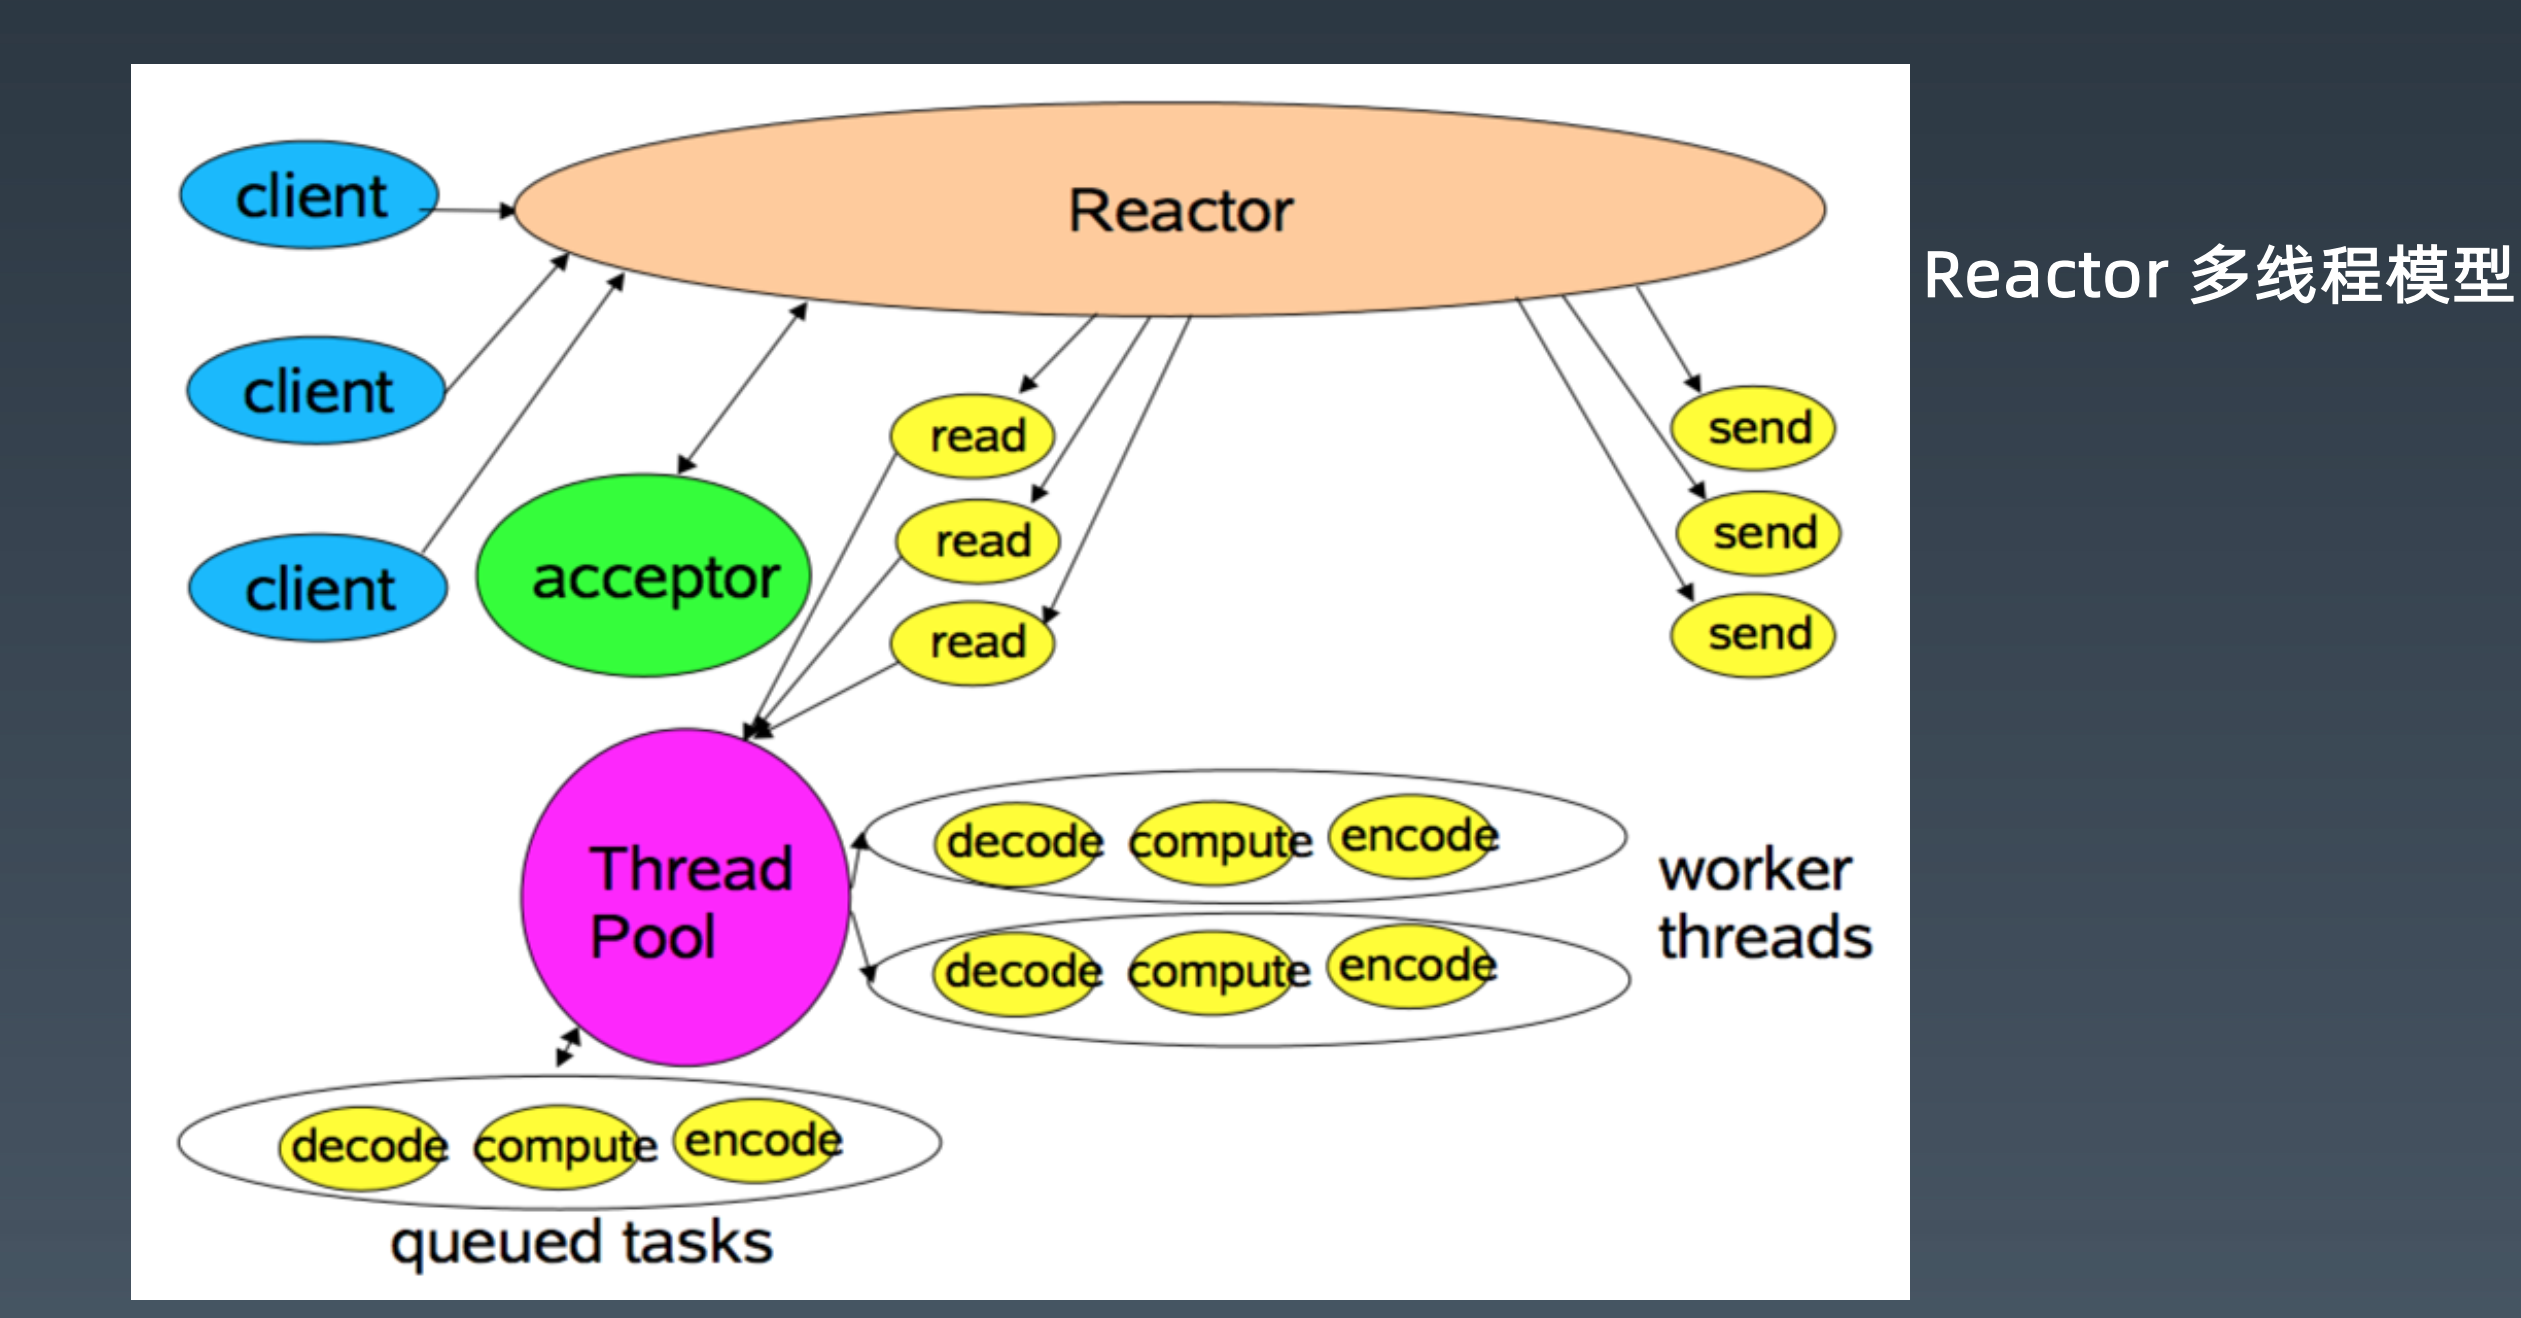 client
Reactor
Reactor 多线程模型
client
client
acceptor
read
read
read
send
send
send
Thread
Pool
decode compute encode
decode compute encode
worker
threads
decode compute encode
queued tasks